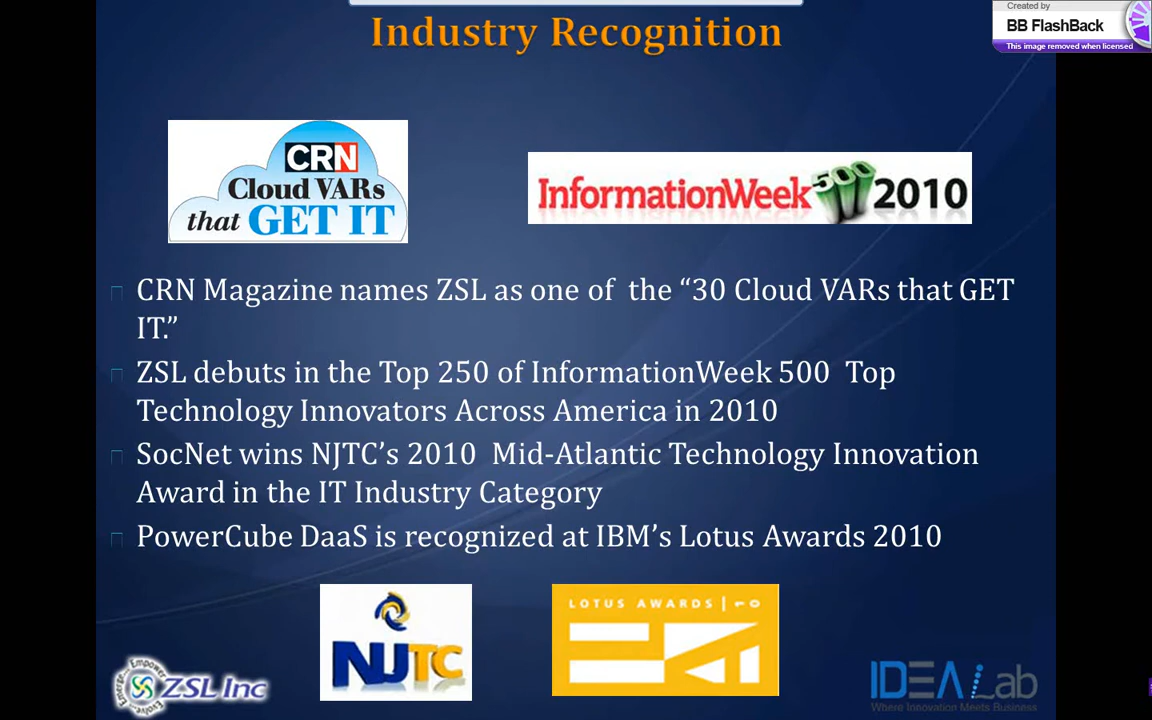 Industry Recognition
Created by
BB FlashBack
This image removed when licensed
CRN
Cloud VARs
that GET IT
InformationWeek 500 2010
CRN Magazine names ZSL as one of the “30 Cloud VARs that GET
IT.”
ZSL debuts in the Top 250 of InformationWeek 500 Top
Technology Innovators Across America in 2010
SocNet wins NJTC’s 2010 Mid-Atlantic Technology Innovation
Award in the IT Industry Category
PowerCube DaaS is recognized at IBM’s Lotus Awards 2010
NJTC
LOTUS AWARDS | 10
Emerge Empower Evolve
ZSL Inc
IDEA Lab
Where Innovation Meets Business